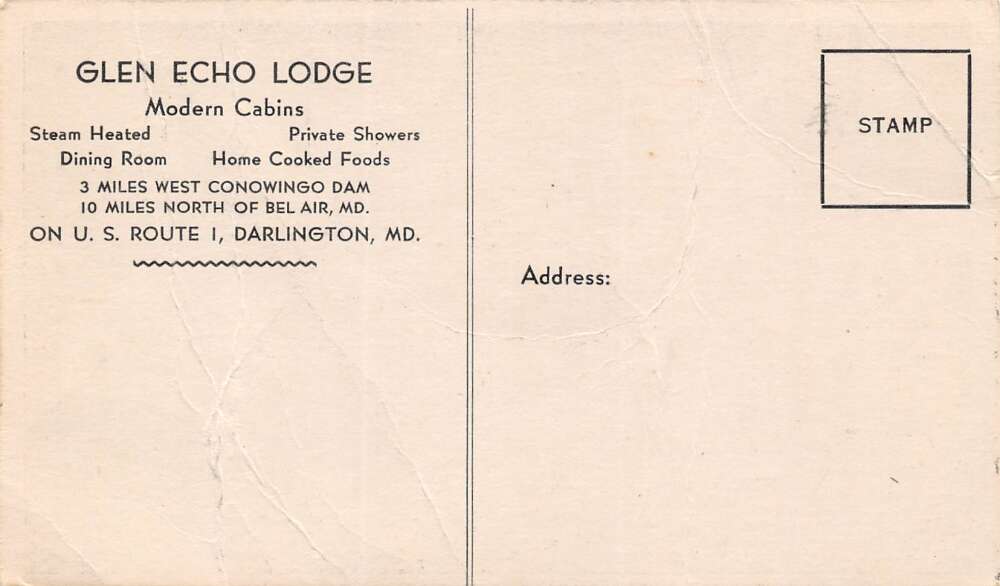 GLEN ECHO LODGE
Modern Cabins
Steam Heated Private Showers
Dining Room Home Cooked Foods
3 MILES WEST CONOWINGO DAM
10 MILES NORTH OF BEL AIR, MD.
ON U. S. ROUTE 1, DARLINGTON, MD.
STAMP
Address: